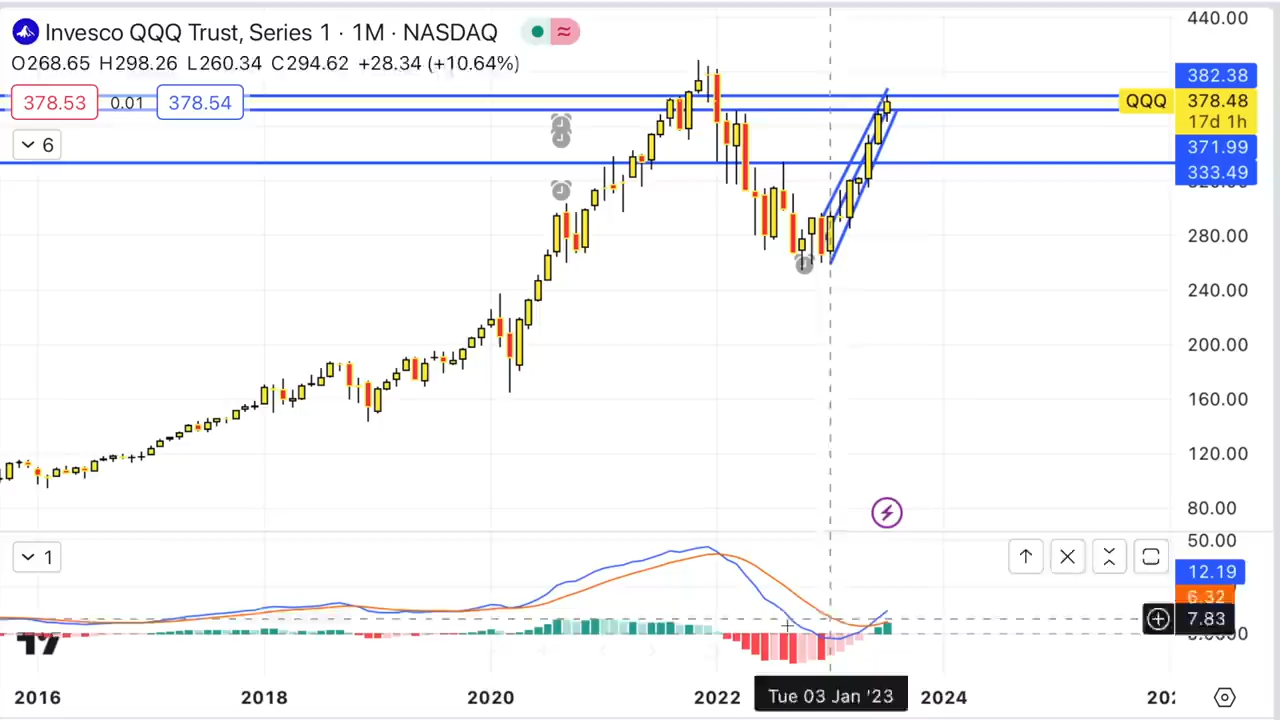 Invesco QQQ Trust, Series 1 · 1M · NASDAQ
O268.65 H298.26 L260.34 C294.62 +28.34 (+10.64%)
378.53 0.01 378.54
6
440.00
382.38
QQQ 378.48
17d 1h
371.99
333.49
280.00
240.00
200.00
160.00
120.00
80.00
1
50.00
12.19
6.32
7.83
2016 2018 2020 2022 Tue 03 Jan '23 2024